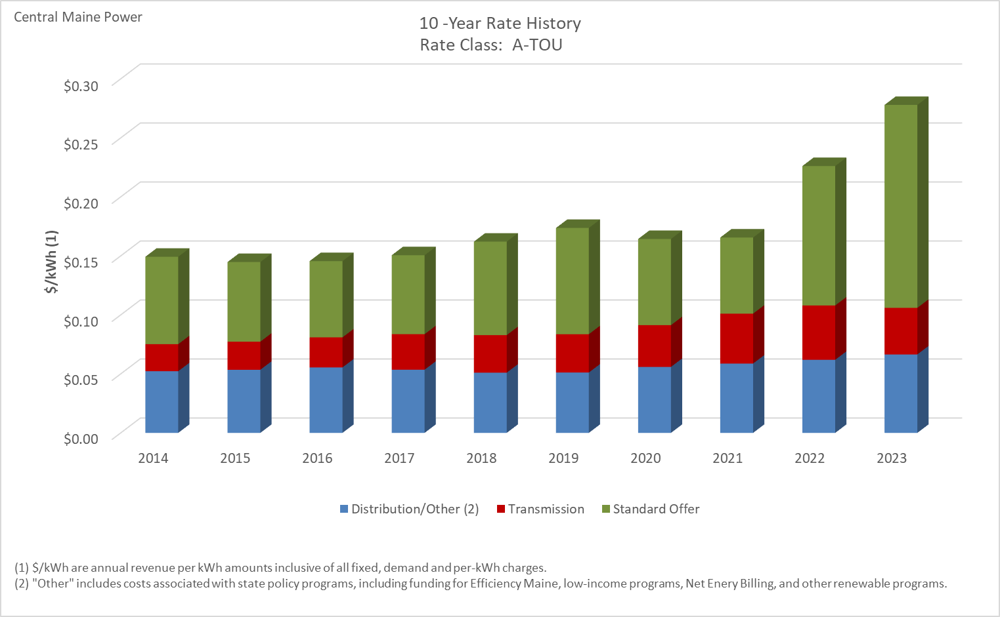 Central Maine Power
10 -Year Rate History
Rate Class:  A-TOU
$0.30
$0.25
$0.20
$0.15
$0.10
$0.05
$0.00
$/kWh (1)
2014 2015 2016 2017 2018 2019 2020 2021 2022 2023
Distribution/Other (2) Transmission Standard Offer
(1) $/kWh are annual revenue per kWh amounts inclusive of all fixed, demand and per-kWh charges.
(2) "Other" includes costs associated with state policy programs, including funding for Efficiency Maine, low-income programs, Net Enery Billing, and other renewable programs.